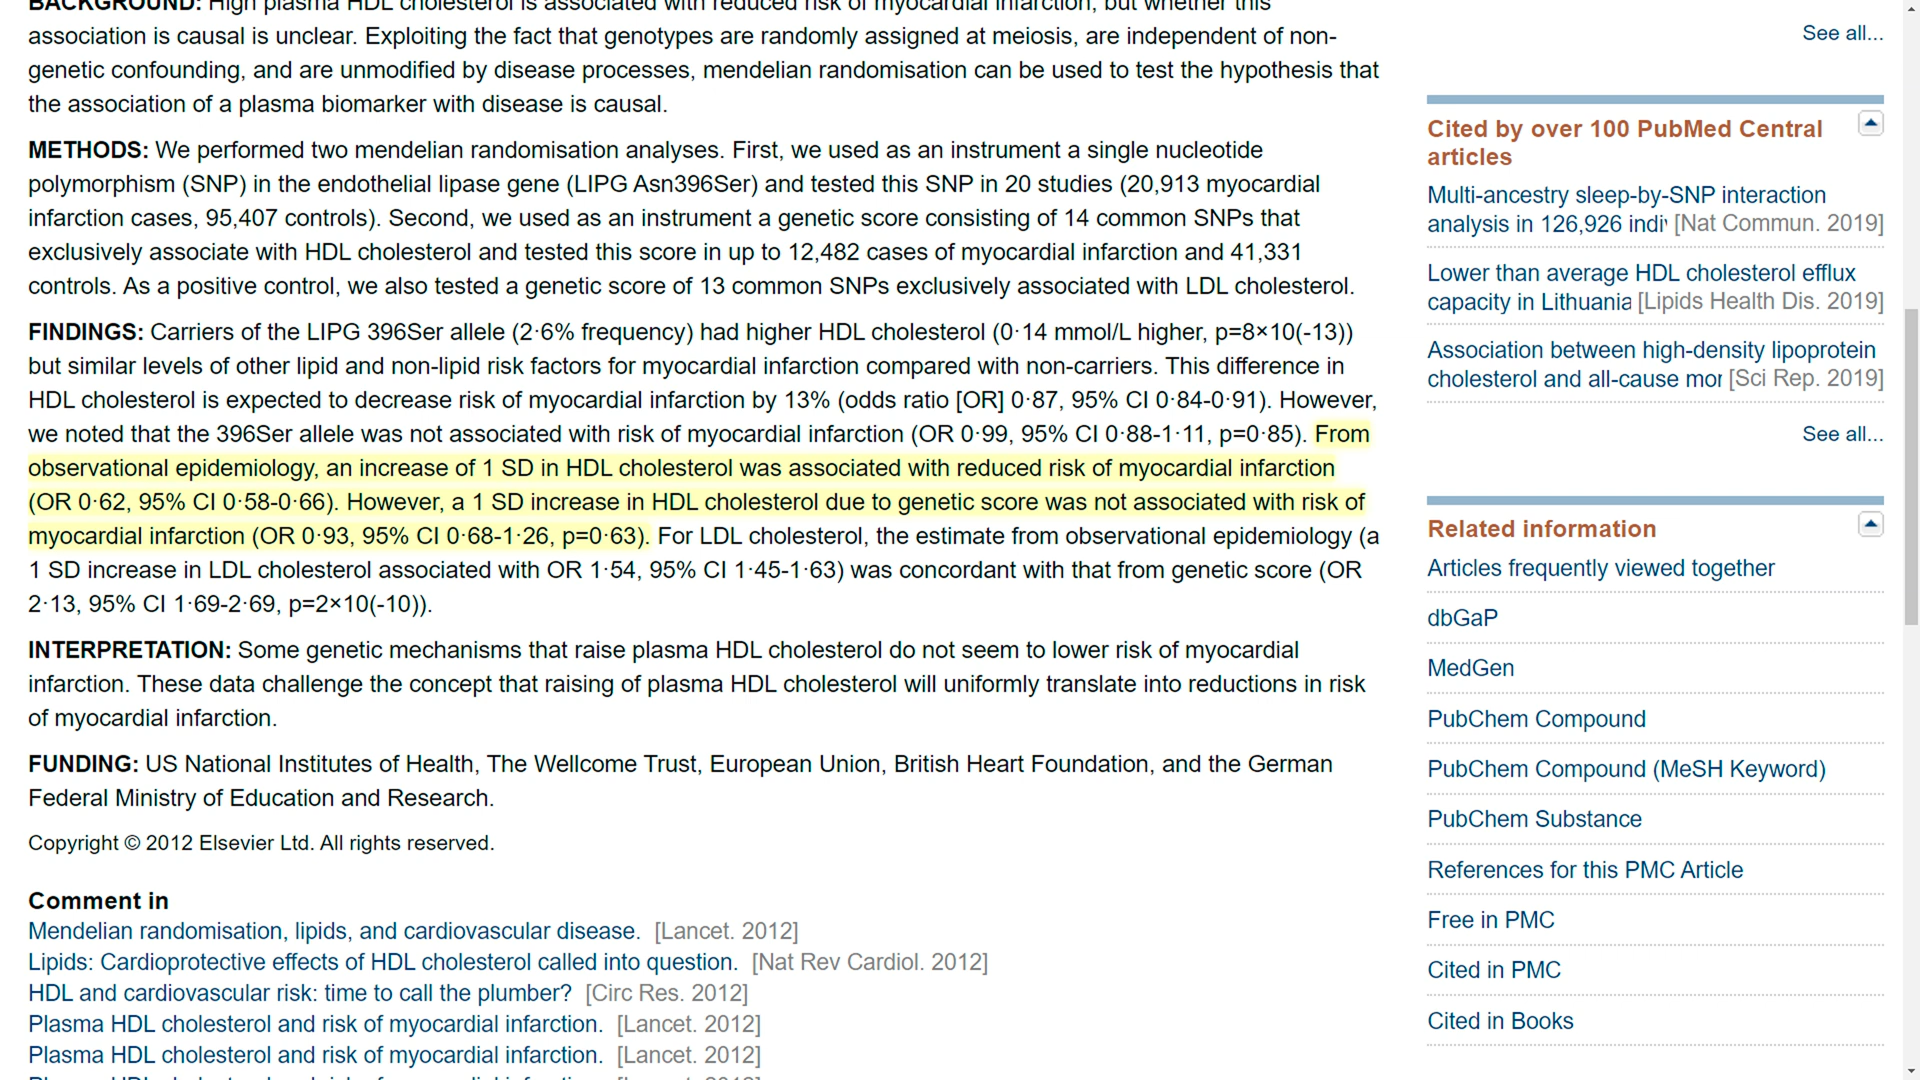 BACKGROUND: High plasma HDL cholesterol is associated with reduced risk of myocardial infarction, but whether this
association is causal is unclear. Exploiting the fact that genotypes are randomly assigned at meiosis, are independent of non-
genetic confounding, and are unmodified by disease processes, mendelian randomisation can be used to test the hypothesis that
the association of a plasma biomarker with disease is causal.
METHODS: We performed two mendelian randomisation analyses. First, we used as an instrument a single nucleotide
polymorphism (SNP) in the endothelial lipase gene (LIPG Asn396Ser) and tested this SNP in 20 studies (20,913 myocardial
infarction cases, 95,407 controls). Second, we used as an instrument a genetic score consisting of 14 common SNPs that
exclusively associate with HDL cholesterol and tested this score in up to 12,482 cases of myocardial infarction and 41,331
controls. As a positive control, we also tested a genetic score of 13 common SNPs exclusively associated with LDL cholesterol.
FINDINGS: Carriers of the LIPG 396Ser allele (2·6% frequency) had higher HDL cholesterol (0·14 mmol/L higher, p=8×10(-13))
but similar levels of other lipid and non-lipid risk factors for myocardial infarction compared with non-carriers. This difference in
HDL cholesterol is expected to decrease risk of myocardial infarction by 13% (odds ratio [OR] 0·87, 95% CI 0·84-0·91). However,
we noted that the 396Ser allele was not associated with risk of myocardial infarction (OR 0·99, 95% CI 0·88-1·11, p=0·85). From
observational epidemiology, an increase of 1 SD in HDL cholesterol was associated with reduced risk of myocardial infarction
(OR 0·62, 95% CI 0·58-0·66). However, a 1 SD increase in HDL cholesterol due to genetic score was not associated with risk of
myocardial infarction (OR 0·93, 95% CI 0·68-1·26, p=0·63). For LDL cholesterol, the estimate from observational epidemiology (a
1 SD increase in LDL cholesterol associated with OR 1·54, 95% CI 1·45-1·63) was concordant with that from genetic score (OR
2·13, 95% CI 1·69-2·69, p=2×10(-10)).
INTERPRETATION: Some genetic mechanisms that raise plasma HDL cholesterol do not seem to lower risk of myocardial
infarction. These data challenge the concept that raising of plasma HDL cholesterol will uniformly translate into reductions in risk
of myocardial infarction.
FUNDING: US National Institutes of Health, The Wellcome Trust, European Union, British Heart Foundation, and the German
Federal Ministry of Education and Research.
Copyright © 2012 Elsevier Ltd. All rights reserved.
Comment in
Mendelian randomisation, lipids, and cardiovascular disease. [Lancet. 2012]
Lipids: Cardioprotective effects of HDL cholesterol called into question. [Nat Rev Cardiol. 2012]
HDL and cardiovascular risk: time to call the plumber? [Circ Res. 2012]
Plasma HDL cholesterol and risk of myocardial infarction. [Lancet. 2012]
Plasma HDL cholesterol and risk of myocardial infarction. [Lancet. 2012]
See all...
Cited by over 100 PubMed Central
articles
Multi-ancestry sleep-by-SNP interaction
analysis in 126,926 indi [Nat Commun. 2019]
Lower than average HDL cholesterol efflux
capacity in Lithuania [Lipids Health Dis. 2019]
Association between high-density lipoprotein
cholesterol and all-cause mor [Sci Rep. 2019]
See all...
Related information
Articles frequently viewed together
dbGaP
MedGen
PubChem Compound
PubChem Compound (MeSH Keyword)
PubChem Substance
References for this PMC Article
Free in PMC
Cited in PMC
Cited in Books